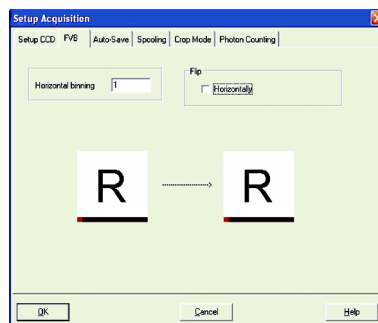 Setup Acquisition
Setup CCD FVB Auto-Save Spooling Crop Mode Photon Counting
Flip
Horizontal binning 1 Horizontally
R R
OK Cancel Help